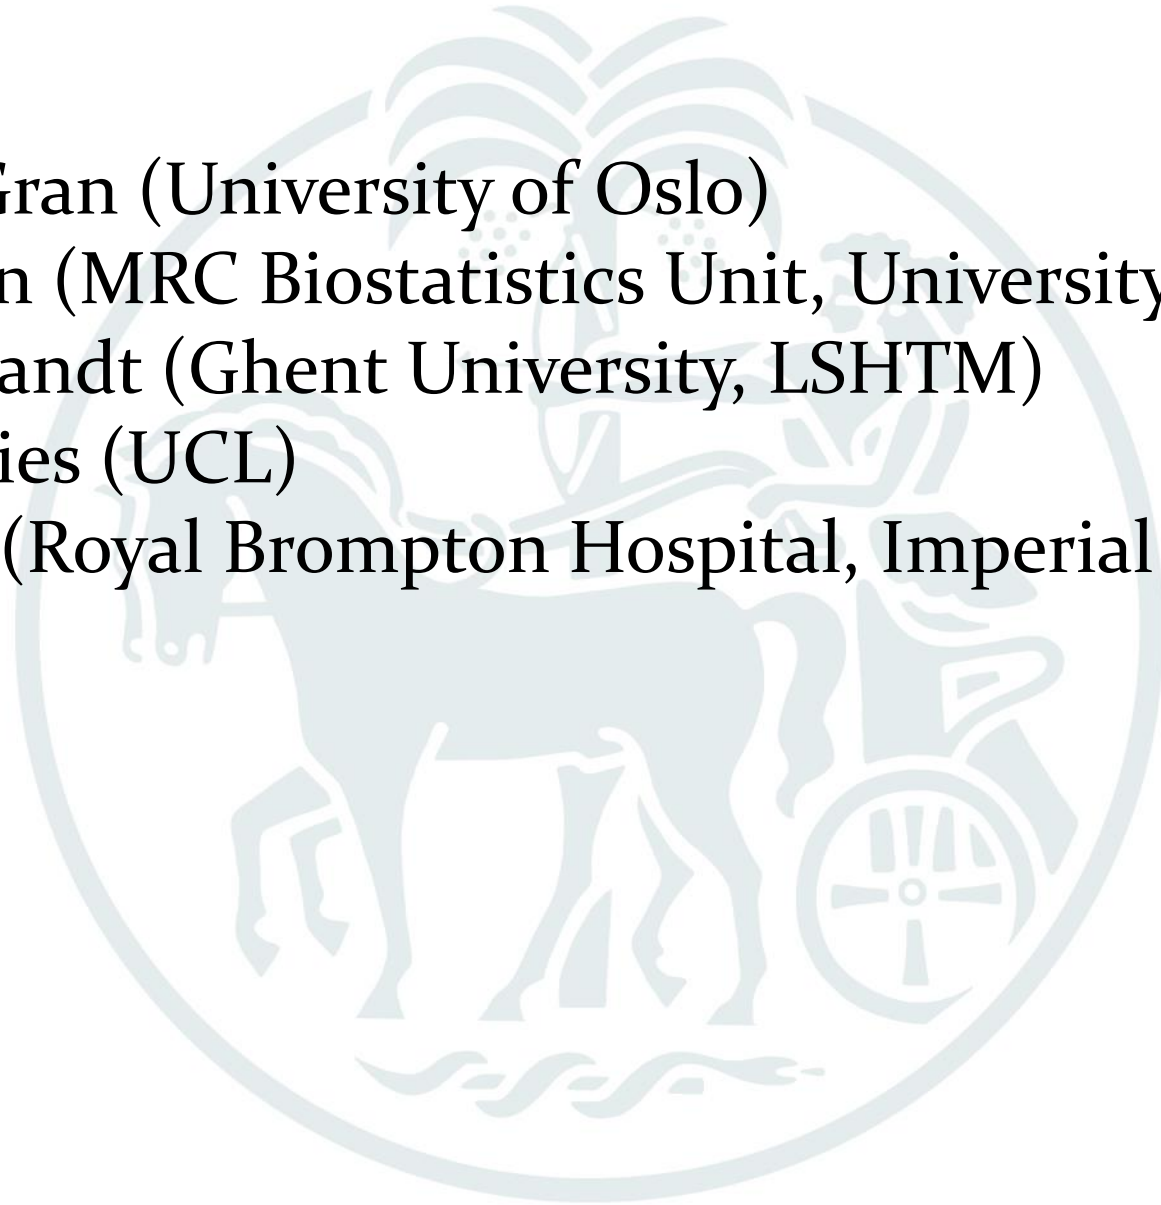 Gran (University of Oslo)
n (MRC Biostatistics Unit, University
andt (Ghent University, LSHTM)
ies (UCL)
(Royal Brompton Hospital, Imperial